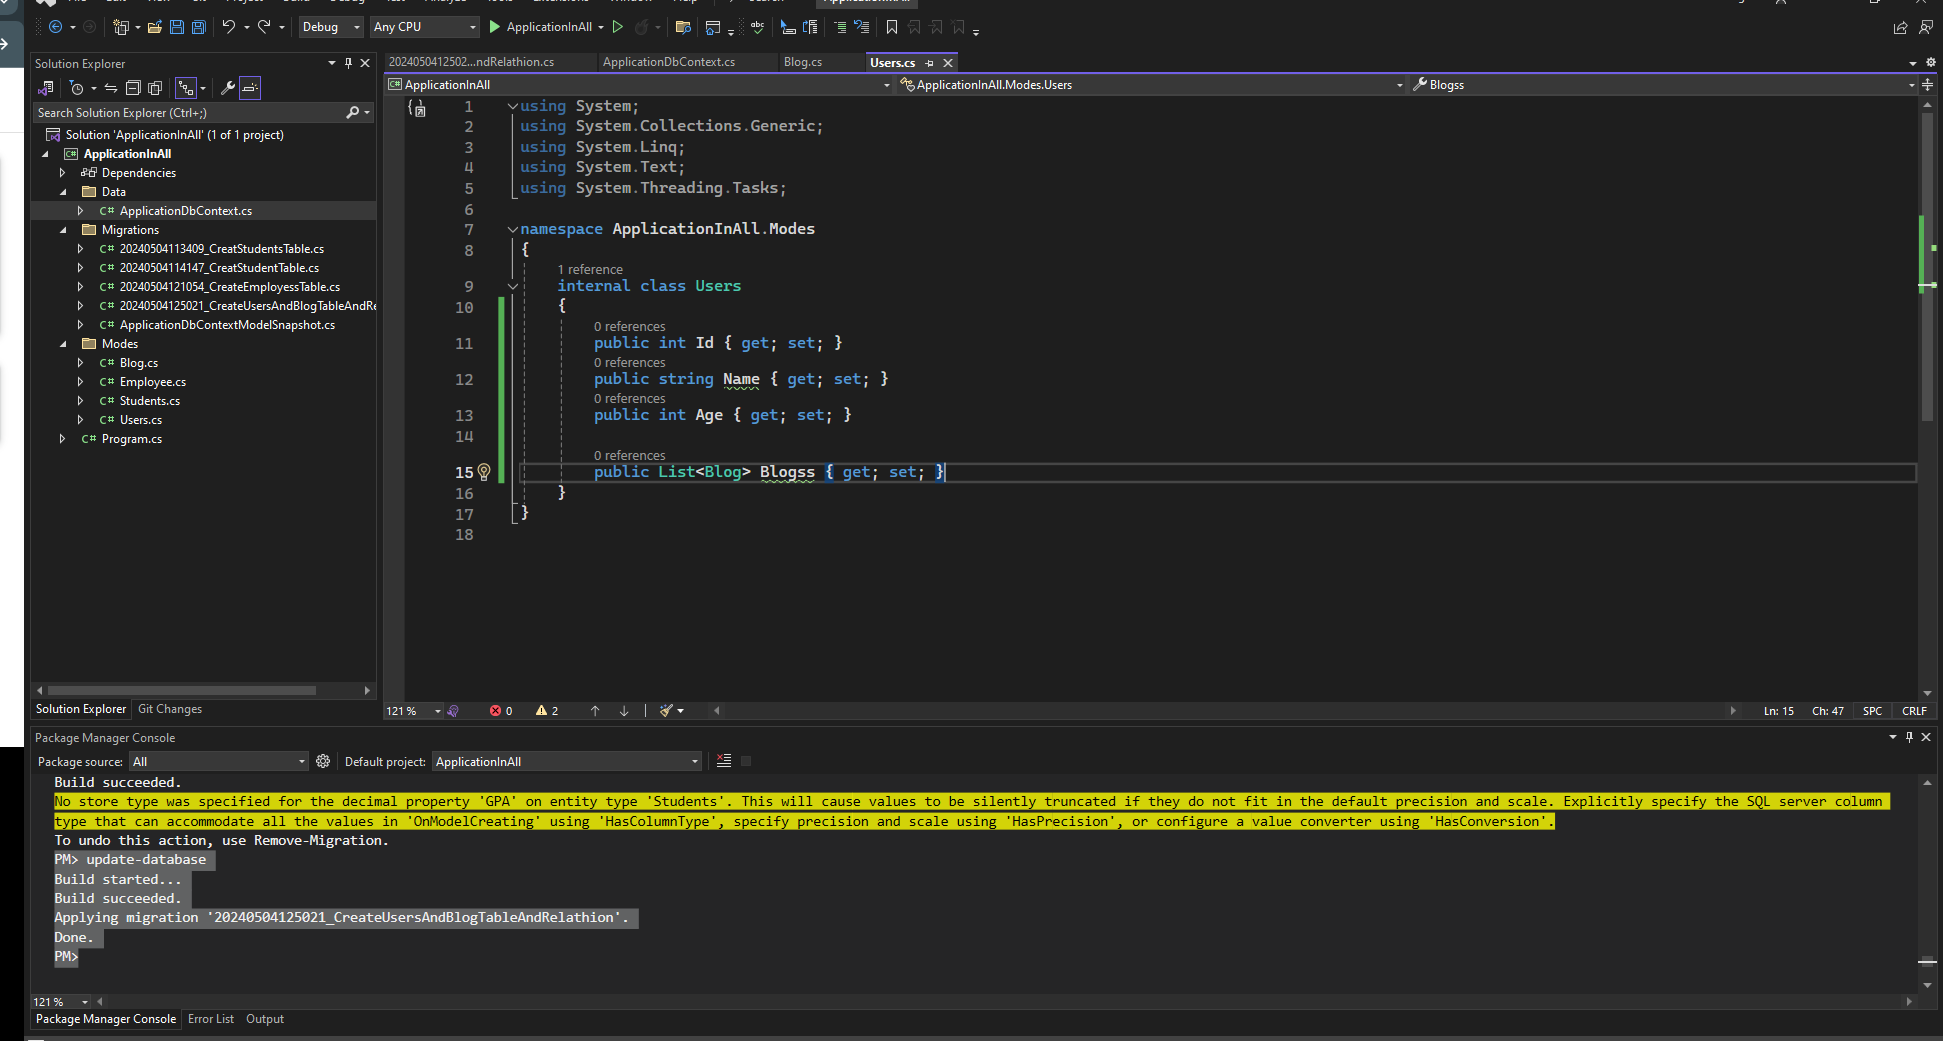 Debug
Any CPU
ApplicationInAll
Solution Explorer
Search Solution Explorer (Ctrl+;)
Solution 'ApplicationInAll' (1 of 1 project)
ApplicationInAll
Dependencies
Data
C# ApplicationDbContext.cs
Migrations
C# 20240504113409_CreatStudentsTable.cs
C# 20240504114147_CreatStudentTable.cs
C# 20240504121054_CreateEmployessTable.cs
C# 20240504125021_CreateUsersAndBlogTableAndRe
C# ApplicationDbContextModelSnapshot.cs
Modes
C# Blog.cs
C# Employee.cs
C# Students.cs
C# Users.cs
C# Program.cs
Solution Explorer Git Changes
2024050412502...ndRelathion.cs ApplicationDbContext.cs Blog.cs Users.cs
C# ApplicationInAll ApplicationInAll.Modes.Users Blogss
1 using System;
2 using System.Collections.Generic;
3 using System.Linq;
4 using System.Text;
5 using System.Threading.Tasks;
6
7 namespace ApplicationInAll.Modes
8 {
1 reference
9 internal class Users
10 {
0 references
11 public int Id { get; set; }
0 references
12 public string Name { get; set; }
0 references
13 public int Age { get; set; }
14
0 references
15 public List<Blog> Blogss { get; set; }
16 }
17 }
18
121 % 0 2 Ln: 15 Ch: 47 SPC CRLF
Package Manager Console
Package source: All Default project: ApplicationInAll
Build succeeded.
No store type was specified for the decimal property 'GPA' on entity type 'Students'. This will cause values to be silently truncated if they do not fit in the default precision and scale. Explicitly specify the SQL server column
type that can accommodate all the values in 'OnModelCreating' using 'HasColumnType', specify precision and scale using 'HasPrecision', or configure a value converter using 'HasConversion'.
To undo this action, use Remove-Migration.
PM> update-database
Build started...
Build succeeded.
Applying migration '20240504125021_CreateUsersAndBlogTableAndRelathion'.
Done.
PM>
121 %
Package Manager Console Error List Output